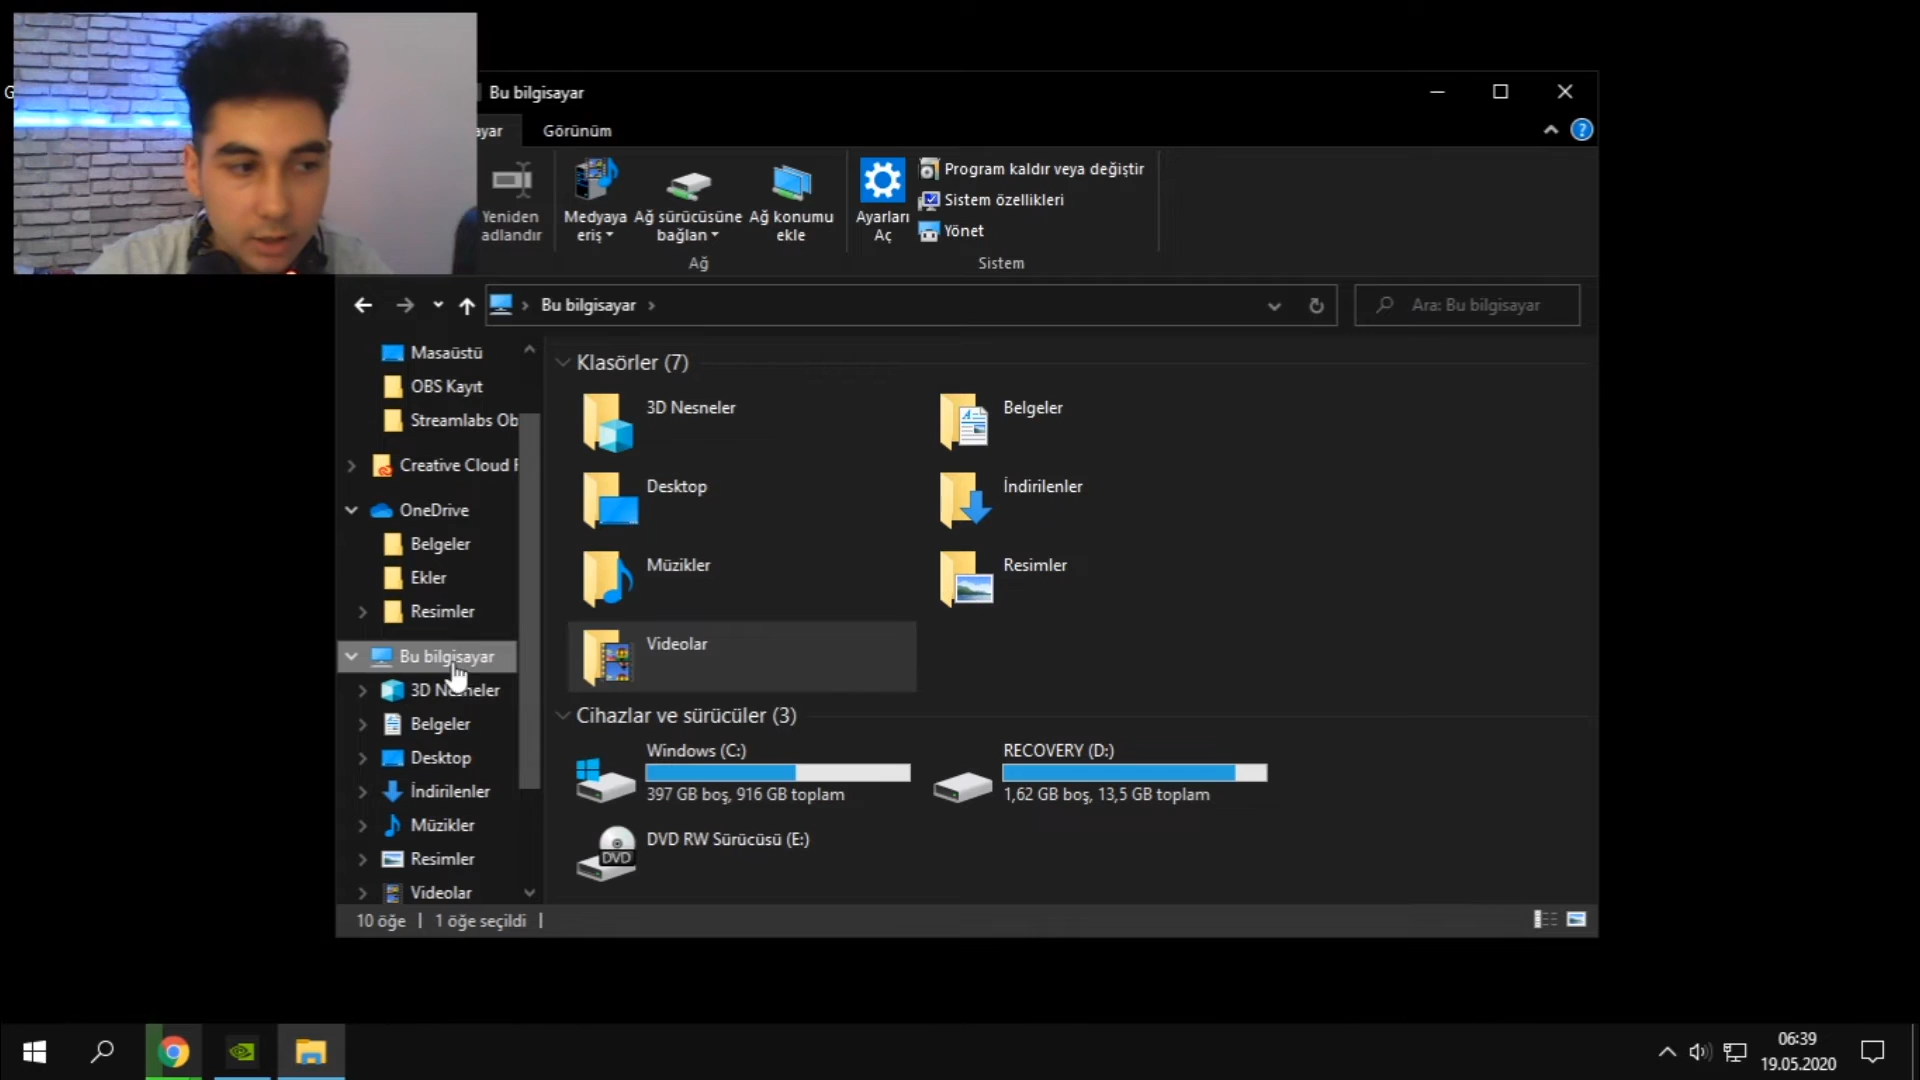 G
Bu bilgisayar
ayar
Görünüm
Yeniden
adlandır
Medyaya
eriş
Ağ sürücüsüne
bağlan
Ağ konumu
ekle
Ağ
Ayarları
Aç
Program kaldır veya değiştir
Sistem özellikleri
Yönet
Sistem
Bu bilgisayar
Ara: Bu bilgisayar
Masaüstü
OBS Kayıt
Streamlabs Ob
Creative Cloud F
OneDrive
Belgeler
Ekler
Resimler
Bu bilgisayar
3D Nesneler
Belgeler
Desktop
İndirilenler
Müzikler
Resimler
Videolar
Klasörler (7)
3D Nesneler
Belgeler
Desktop
İndirilenler
Müzikler
Resimler
Videolar
Cihazlar ve sürücüler (3)
Windows (C:)
397 GB boş, 916 GB toplam
RECOVERY (D:)
1,62 GB boş, 13,5 GB toplam
DVD
DVD RW Sürücüsü (E:)
10 öğe
1 öğe seçildi
06:39
19.05.2020